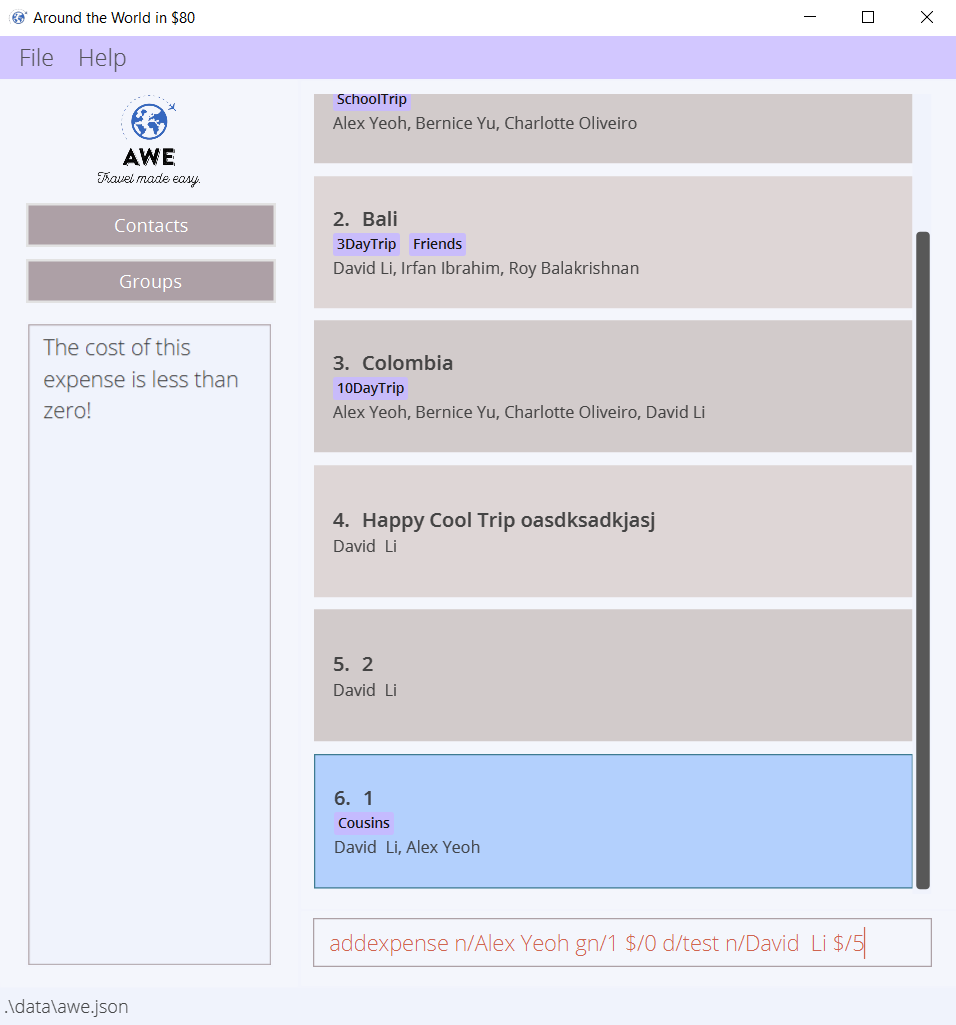 Around the World in $80
File Help
AWE
Travel made easy.
Contacts
Groups
The cost of this
expense is less than
zero!
SchoolTrip
Alex Yeoh, Bernice Yu, Charlotte Oliveiro
2. Bali
3DayTrip Friends
David Li, Irfan Ibrahim, Roy Balakrishnan
3. Colombia
10DayTrip
Alex Yeoh, Bernice Yu, Charlotte Oliveiro, David Li
4. Happy Cool Trip oasdksadkjasj
David  Li
5. 2
David  Li
6. 1
Cousins
David  Li, Alex Yeoh
addexpense n/Alex Yeoh gn/1 $/0 d/test n/David  Li $/5
.\data\awe.json